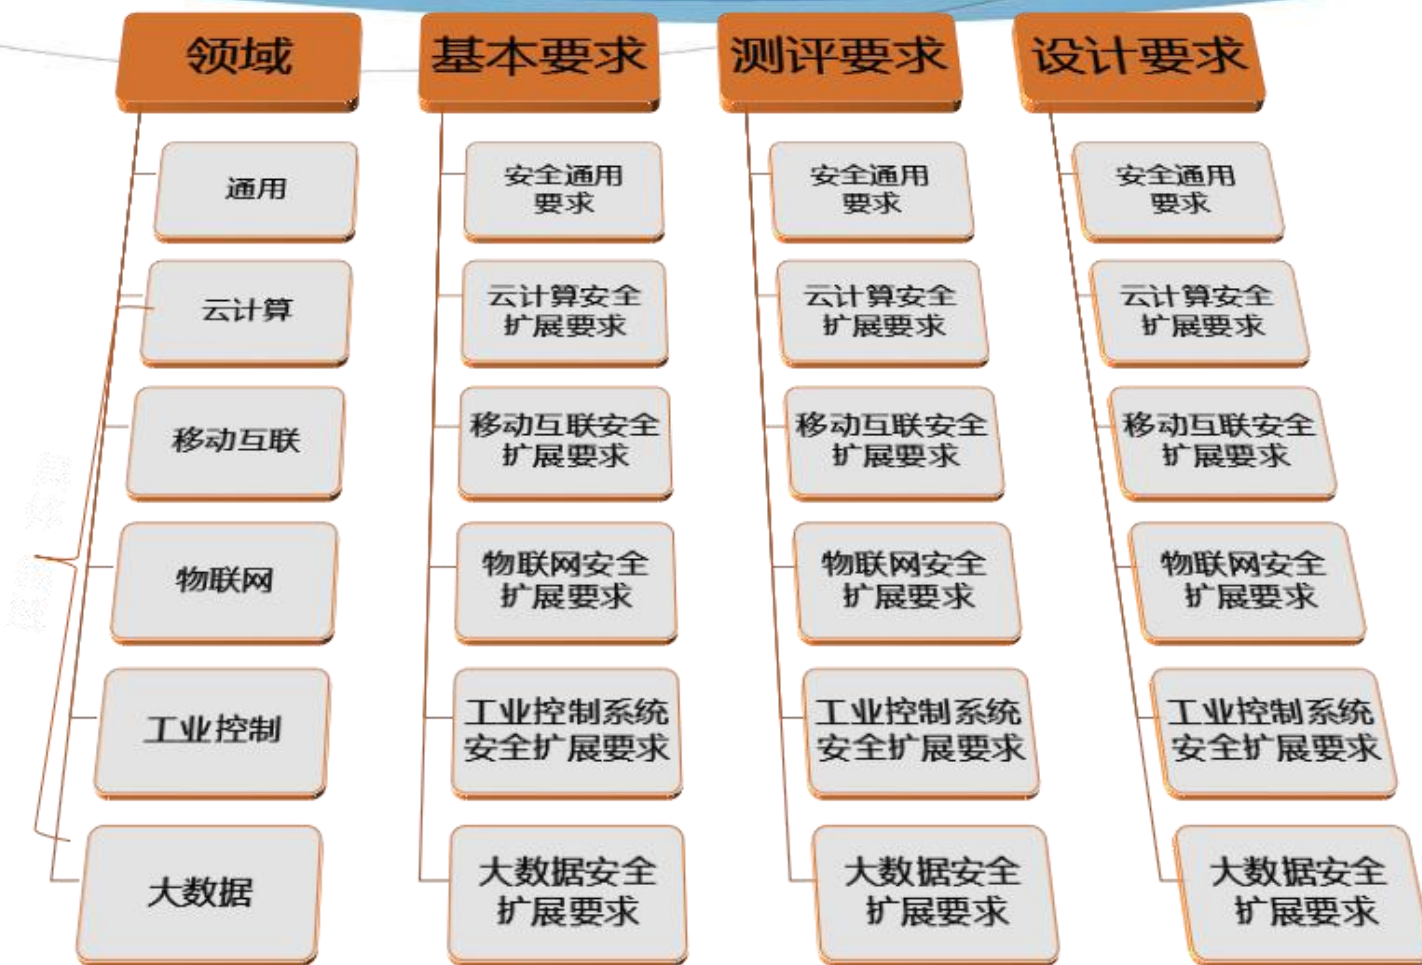 领域
基本要求
测评要求
设计要求
通用
安全通用
要求
安全通用
要求
安全通用
要求
云计算
云计算安全
扩展要求
云计算安全
扩展要求
云计算安全
扩展要求
移动互联
移动互联安全
扩展要求
移动互联安全
扩展要求
移动互联安全
扩展要求
物联网
物联网安全
扩展要求
物联网安全
扩展要求
物联网安全
扩展要求
工业控制
工业控制系统
安全扩展要求
工业控制系统
安全扩展要求
工业控制系统
安全扩展要求
大数据
大数据安全
扩展要求
大数据安全
扩展要求
大数据安全
扩展要求